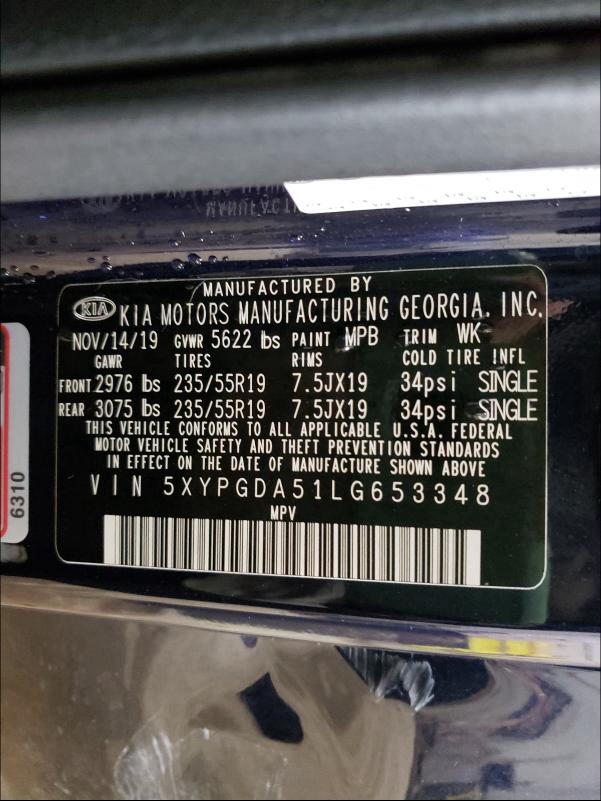 MANUFACTURED BY
KIA KIA MOTORS MANUFACTURING GEORGIA, INC.
NOV/14/19 GVWR 5622 lbs PAINT MPB TRIM WK
GAWR TIRES RIMS COLD TIRE INFL
FRONT 2976 lbs 235/55R19 7.5JX19 34psi SINGLE
REAR 3075 lbs 235/55R19 7.5JX19 34psi SINGLE
THIS VEHICLE CONFORMS TO ALL APPLICABLE U.S.A. FEDERAL
MOTOR VEHICLE SAFETY AND THEFT PREVENTION STANDARDS
IN EFFECT ON THE DATE OF MANUFACTURE SHOWN ABOVE
VIN 5XYPGDA51LG653348
MPV
6310